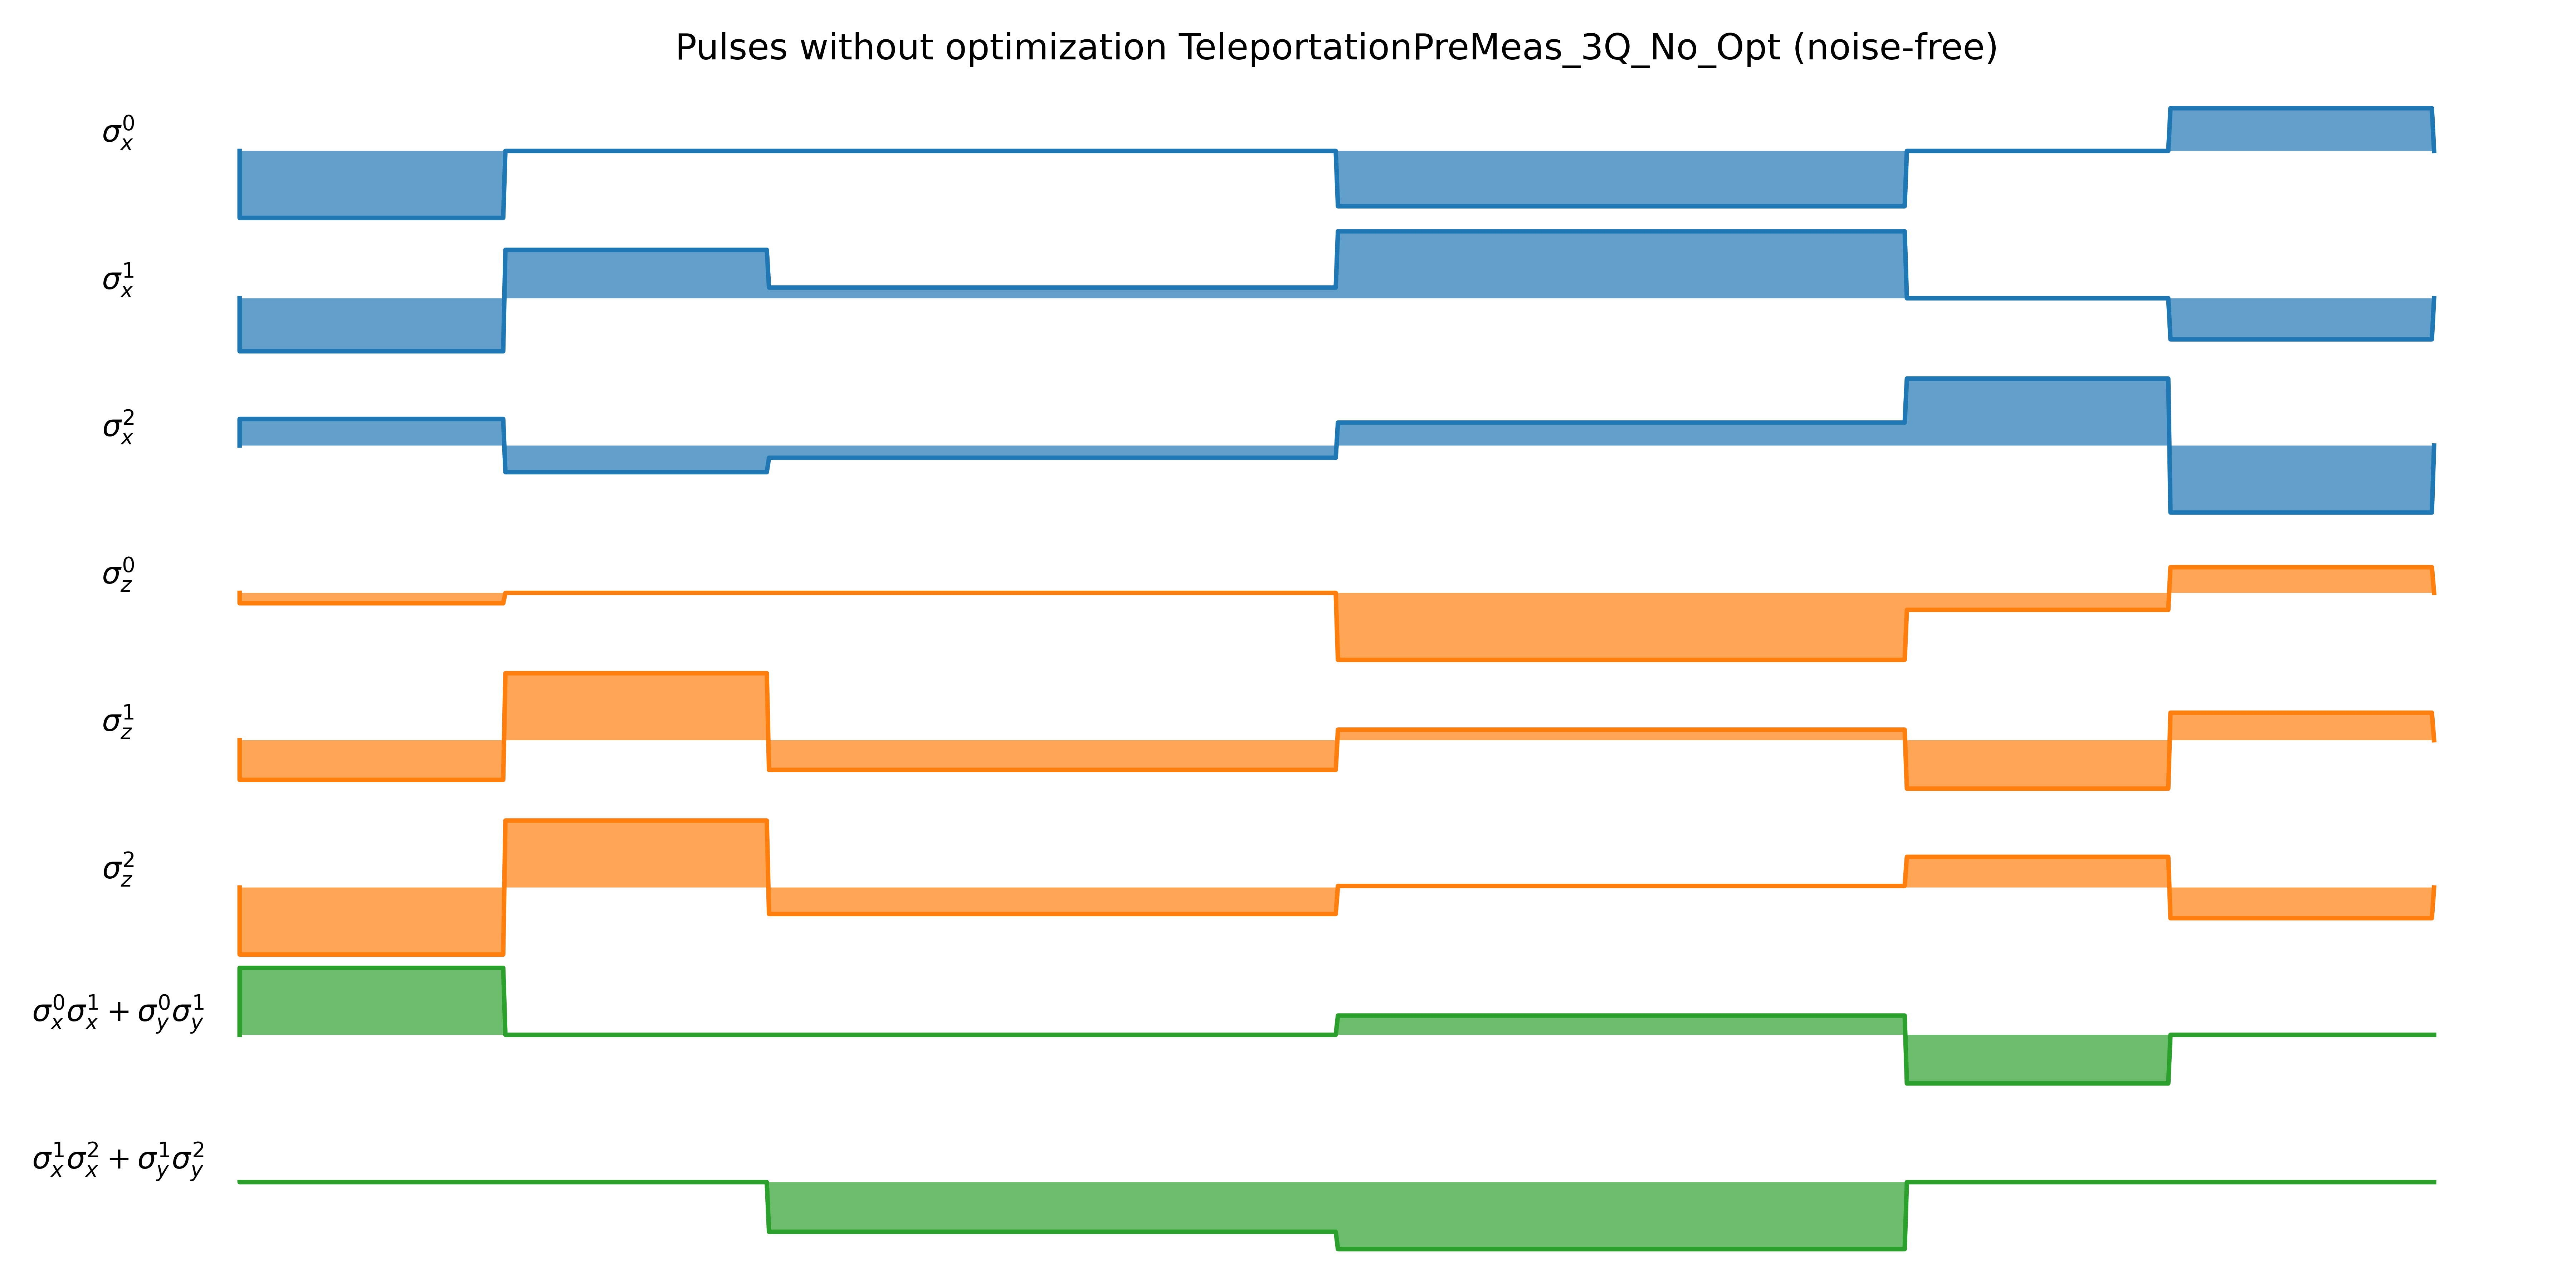 Pulses without optimization TeleportationPreMeas_3Q_No_Opt (noise-free)
σ_x^0
σ_x^1
σ_x^2
σ_z^0
σ_z^1
σ_z^2
σ_x^0σ_x^1 + σ_y^0σ_y^1
σ_x^1σ_x^2 + σ_y^1σ_y^2